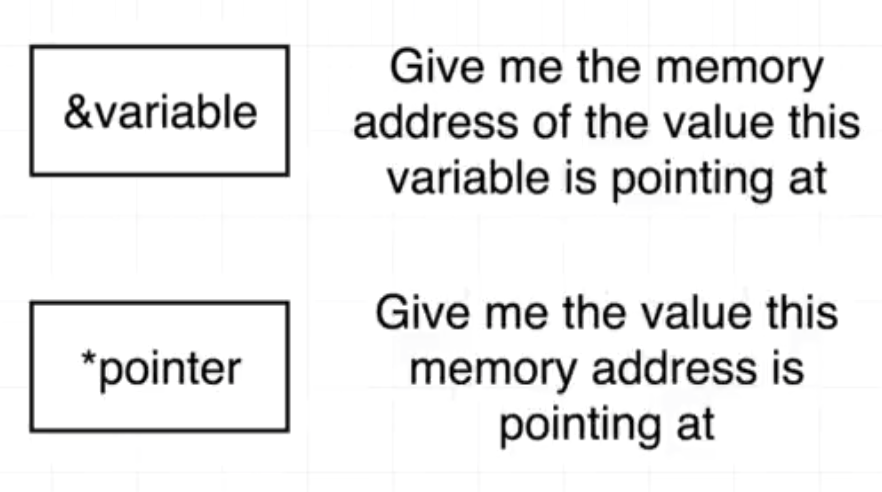 &variable
Give me the memory
address of the value this
variable is pointing at
*pointer
Give me the value this
memory address is
pointing at